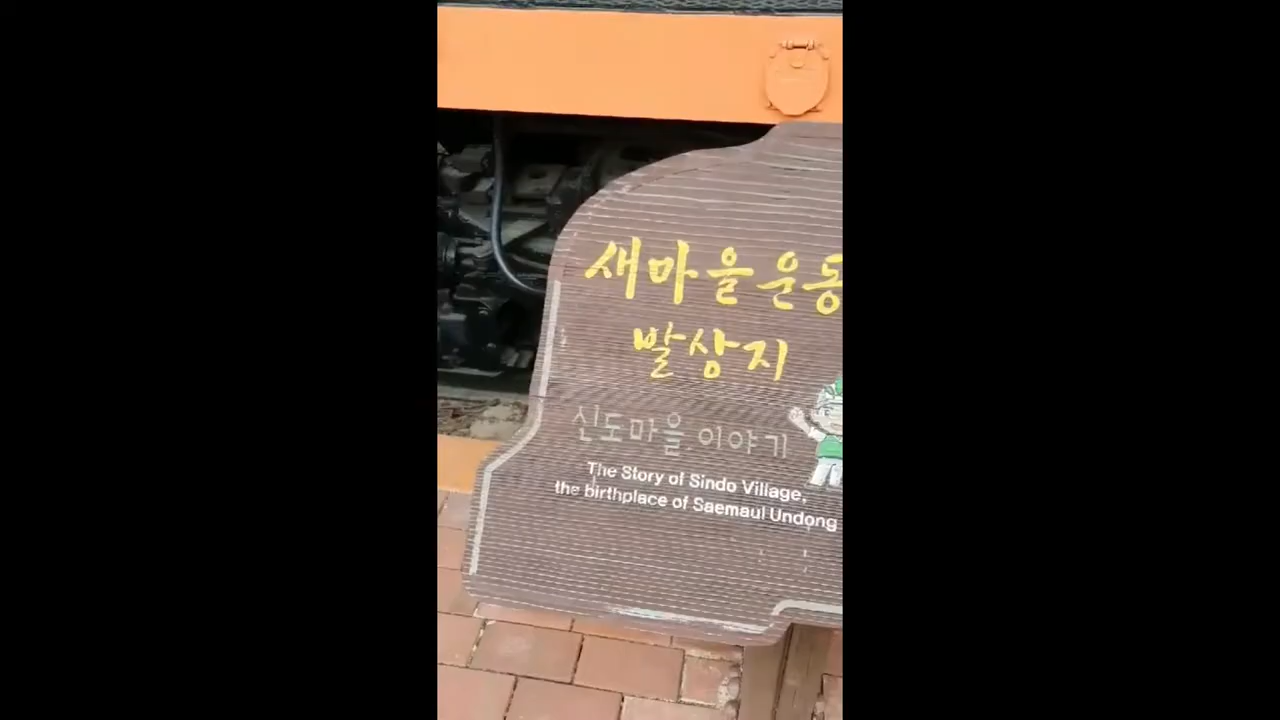 새마을운동
발상지
신도마을 이야기
The Story of Sindo Village,
the birthplace of Saemaul Undong